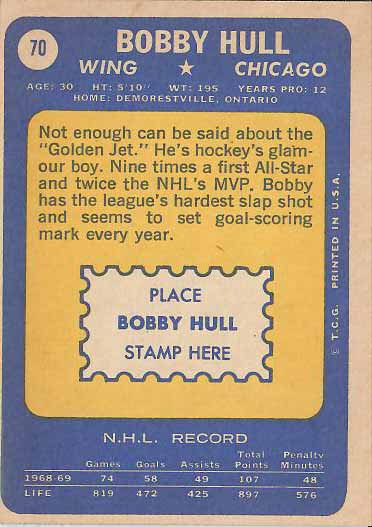 70
BOBBY HULL
WING ★ CHICAGO
AGE: 30 HT: 5'10" WT: 195 YEARS PRO: 12
HOME: DEMORESTVILLE, ONTARIO
Not enough can be said about the
"Golden Jet." He's hockey's glam-
our boy. Nine times a first All-Star
and twice the NHL's MVP. Bobby
has the league's hardest slap shot
and seems to set goal-scoring
mark every year.
PLACE
BOBBY HULL
STAMP HERE
© T.C.G. PRINTED IN U.S.A.
N.H.L. RECORD
Games Goals Assists Total Points Penalty Minutes
1968-69 74 58 49 107 48
LIFE 819 472 425 897 576